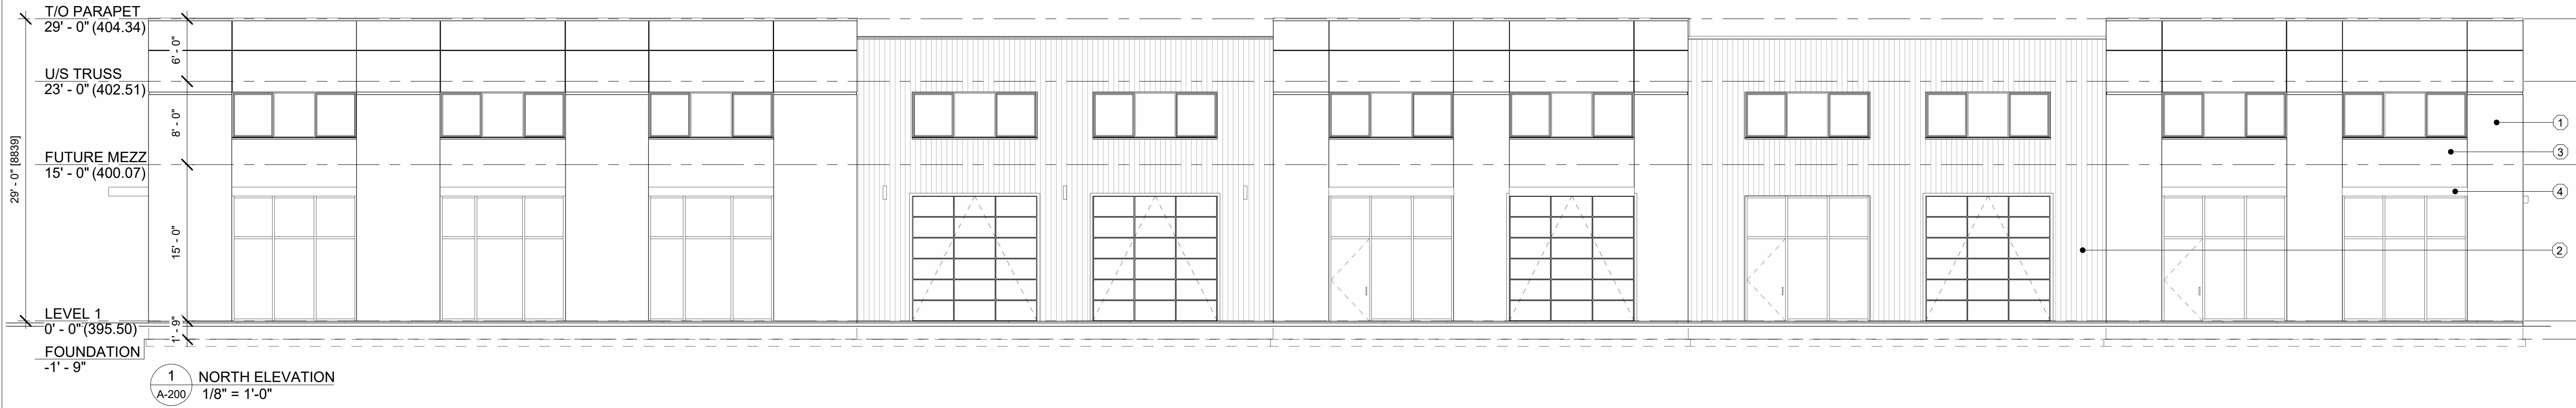 T/O PARAPET
29' - 0" (404.34)
6' - 0"
U/S TRUSS
23' - 0" (402.51)
8' - 0"
1
29' - 0" [8839]
FUTURE MEZZ
15' - 0" (400.07)
3
4
15' - 0"
2
LEVEL 1
0' - 0" (395.50)
1' - 9"
FOUNDATION
-1' - 9"
1
A-200
NORTH ELEVATION
1/8" = 1'-0"